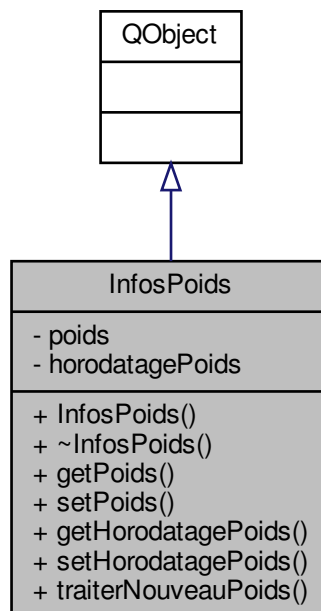 QObject
InfosPoids
- poids
- horodatagePoids
+ InfosPoids()
+ ~InfosPoids()
+ getPoids()
+ setPoids()
+ getHorodatagePoids()
+ setHorodatagePoids()
+ traiterNouveauPoids()